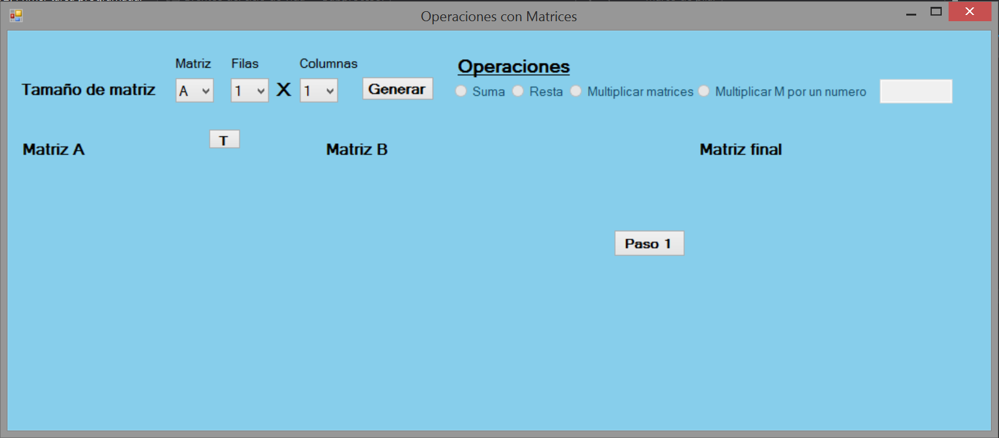 Operaciones con Matrices
Matriz Filas Columnas
Operaciones
Tamaño de matriz A 1 X 1 Generar
Suma Resta Multiplicar matrices Multiplicar M por un numero
T
Matriz A Matriz B Matriz final
Paso 1